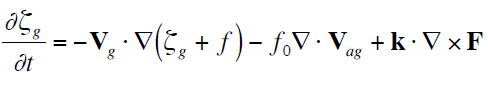 ∂ζ_g/∂t = −V_g · ∇(ζ_g + f) − f_0∇ · V_ag + k · ∇ × F